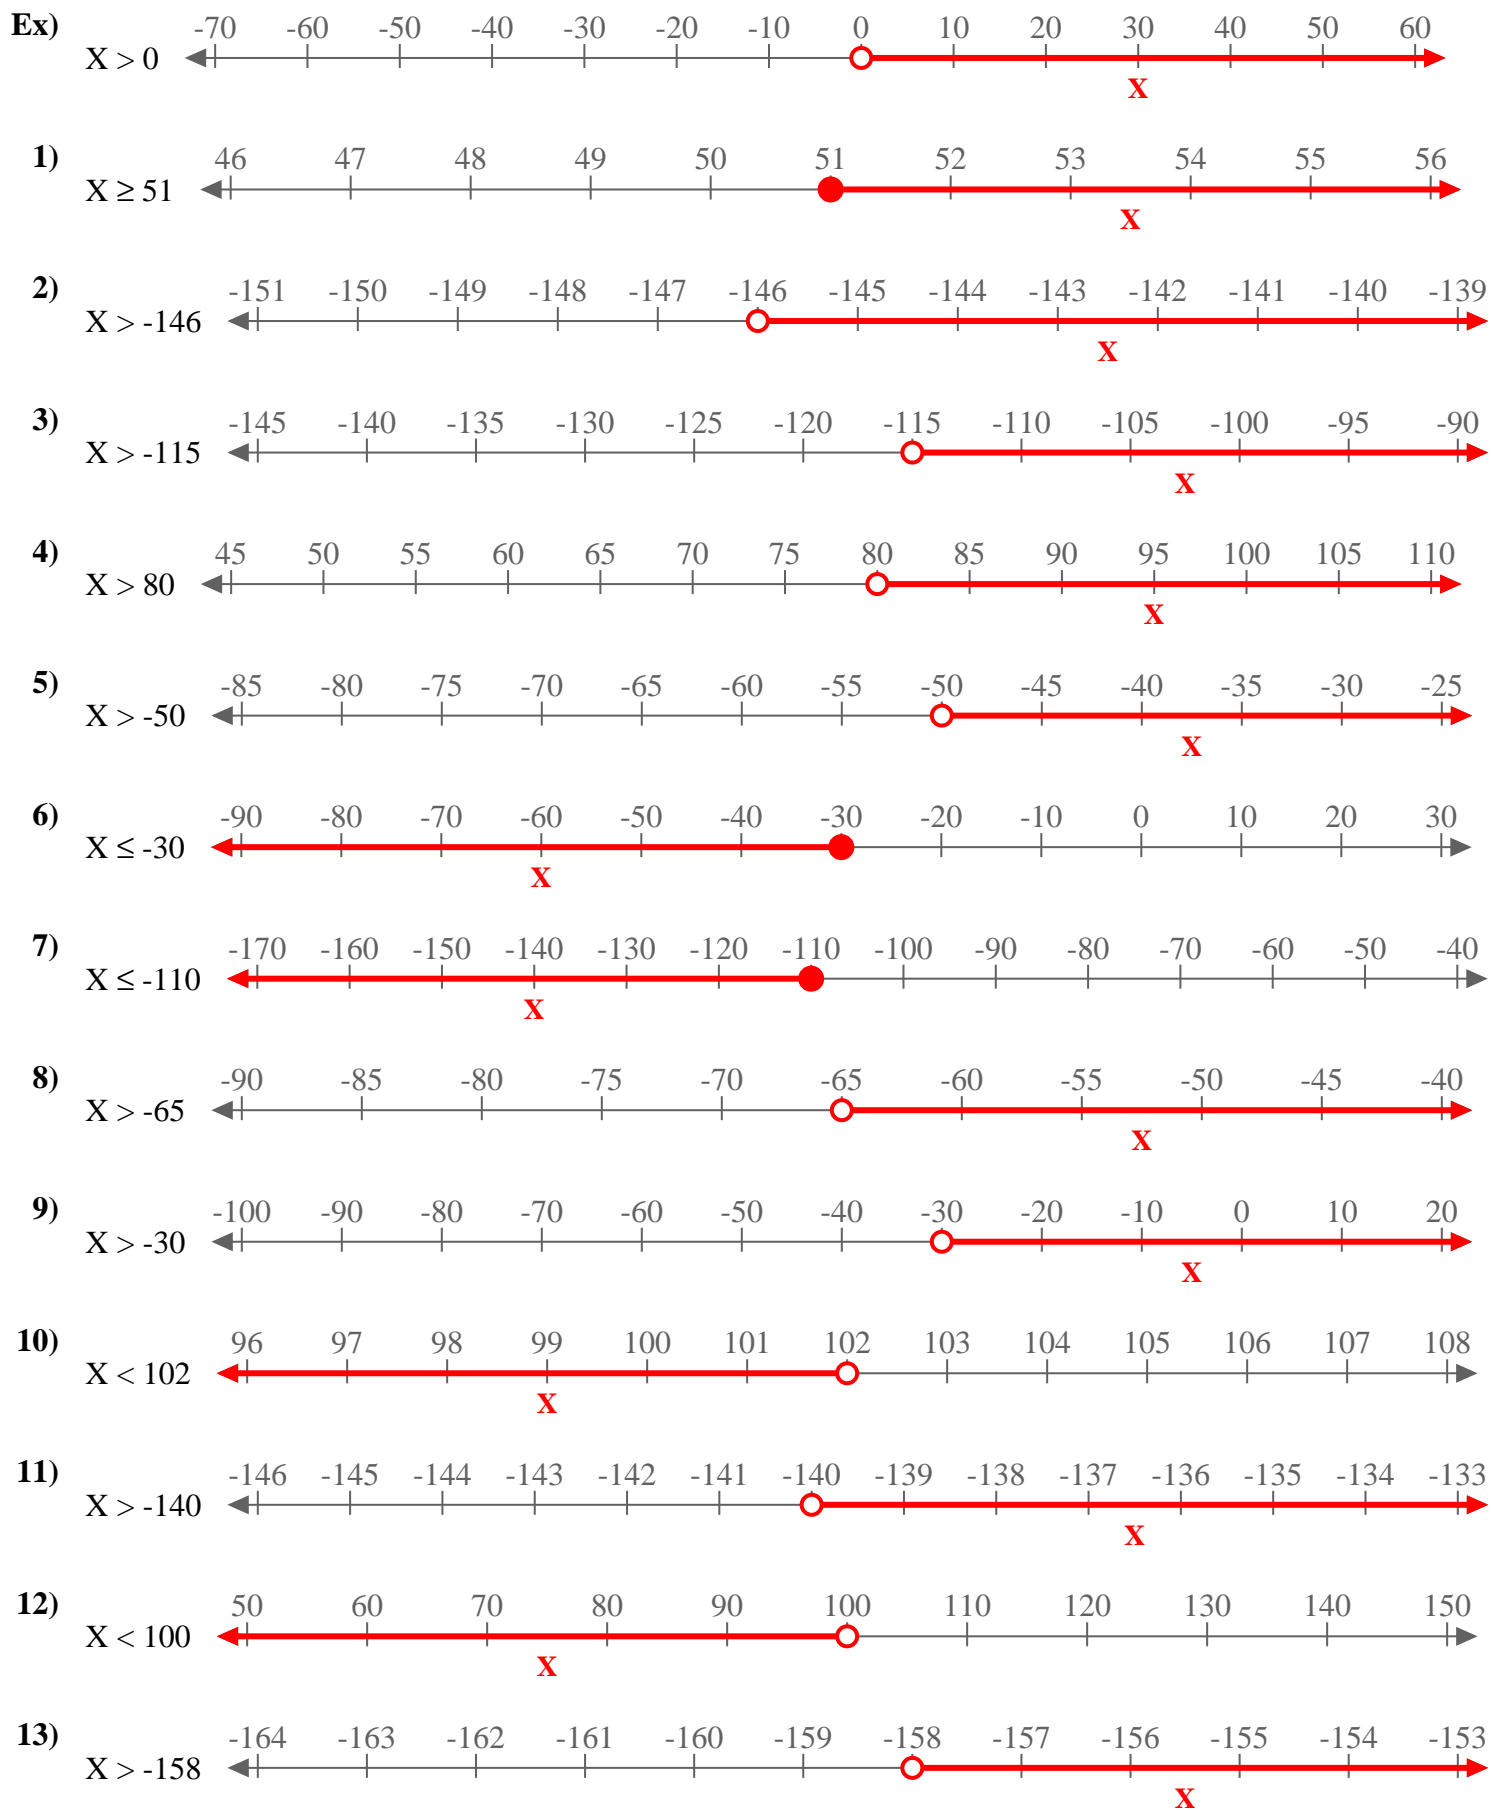 Ex) -70 -60 -50 -40 -30 -20 -10 0 10 20 30 40 50 60
X > 0
X
1) 46 47 48 49 50 51 52 53 54 55 56
X ≥ 51
X
2) -151 -150 -149 -148 -147 -146 -145 -144 -143 -142 -141 -140 -139
X > -146
X
3) -145 -140 -135 -130 -125 -120 -115 -110 -105 -100 -95 -90
X > -115
X
4) 45 50 55 60 65 70 75 80 85 90 95 100 105 110
X > 80
X
5) -85 -80 -75 -70 -65 -60 -55 -50 -45 -40 -35 -30 -25
X > -50
X
6) -90 -80 -70 -60 -50 -40 -30 -20 -10 0 10 20 30
X ≤ -30
X
7) -170 -160 -150 -140 -130 -120 -110 -100 -90 -80 -70 -60 -50 -40
X ≤ -110
X
8) -90 -85 -80 -75 -70 -65 -60 -55 -50 -45 -40
X > -65
X
9) -100 -90 -80 -70 -60 -50 -40 -30 -20 -10 0 10 20
X > -30
X
10) 96 97 98 99 100 101 102 103 104 105 106 107 108
X < 102
X
11) -146 -145 -144 -143 -142 -141 -140 -139 -138 -137 -136 -135 -134 -133
X > -140
X
12) 50 60 70 80 90 100 110 120 130 140 150
X < 100
X
13) -164 -163 -162 -161 -160 -159 -158 -157 -156 -155 -154 -153
X > -158
X